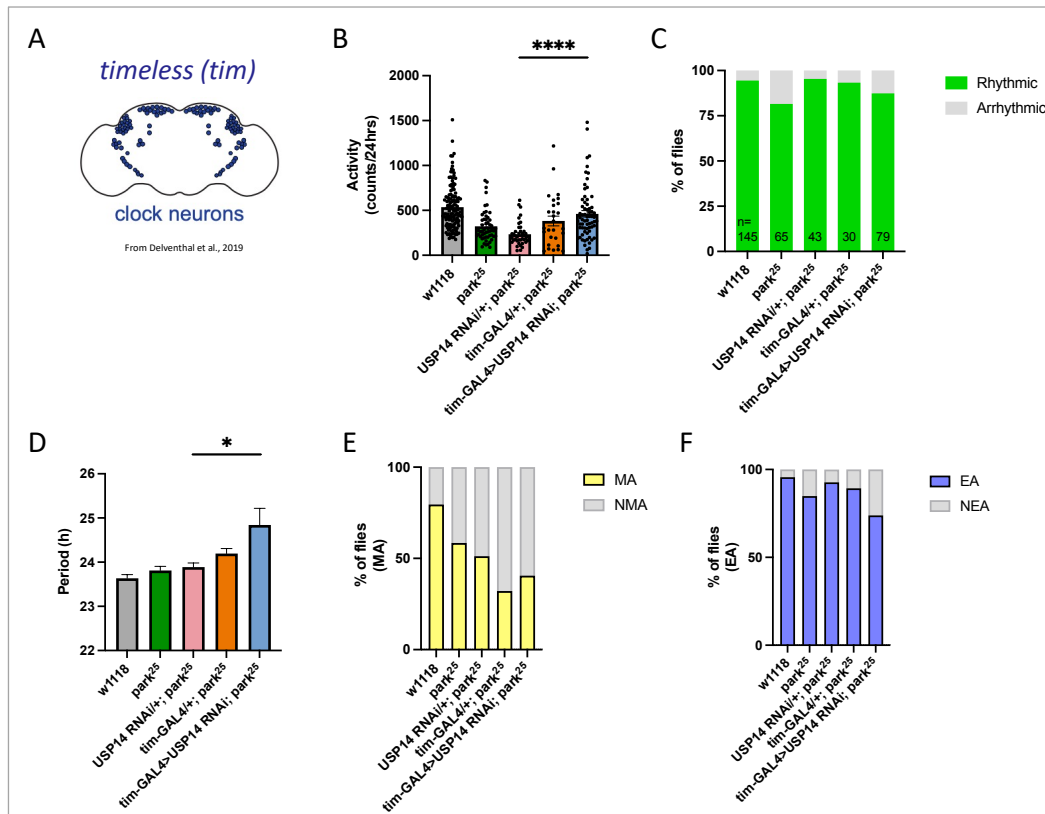 A
timeless (tim)
clock neurons
From Delventhal et al., 2019
B
****
2000
1500
1000
500
0
Activity
(counts/24hrs)
w1118
park25
USP14 RNAi/+; park25
tim-GAL4/+; park25
tim-GAL4>USP14 RNAi; park25
C
100
75
50
25
0
% of flies
n=
145 65 43 30 79
Rhythmic
Arrhythmic
w1118
park25
USP14 RNAi/+; park25
tim-GAL4/+; park25
tim-GAL4>USP14 RNAi; park25
D
*
26
25
24
23
22
Period (h)
w1118
park25
USP14 RNAi/+; park25
tim-GAL4/+; park25
tim-GAL4>USP14 RNAi; park25
E
100
50
0
% of flies
(MA)
MA
NMA
w1118
park25
USP14 RNAi/+; park25
tim-GAL4/+; park25
tim-GAL4>USP14 RNAi; park25
F
100
50
0
% of flies
(EA)
EA
NEA
w1118
park25
USP14 RNAi/+; park25
tim-GAL4/+; park25
tim-GAL4>USP14 RNAi; park25